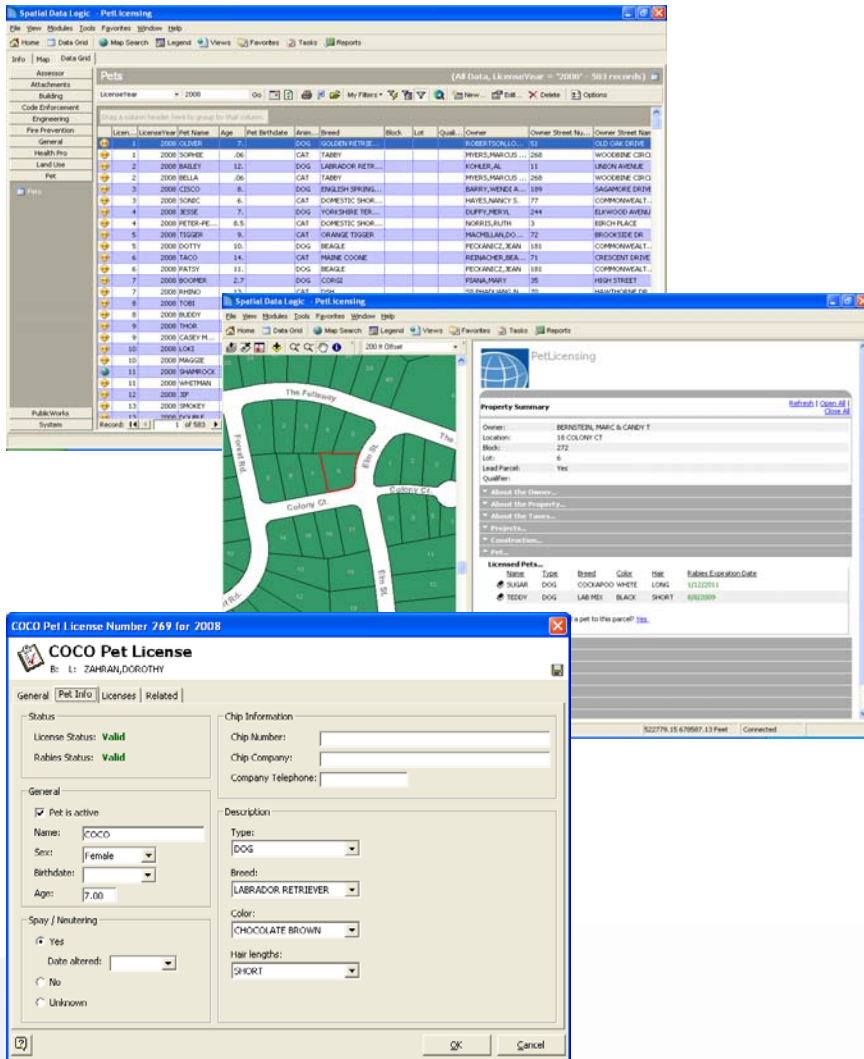 Spatial Data Logic - PetLicensing
File View Modules Tools Favorites Window Help
Home Data Grid Map Search Legend Views Favorites Tasks Reports
Info Map Data Grid
Assessor
Attachments
Building
Code Enforcement
Engineering
Fire Prevention
General
Health Pro
Land Use
Pet
Pets
PublicWorks
System
Pets (All Data, LicenseYear = "2008" - 583 records)
LicenseYear 2008 Go My Filters New... Edit... Delete Options
Drag a column header here to group by that column
Licen... LicenseYear Pet Name Age Pet Birthdate Anim... Breed Block Lot Quali... Owner Owner Street Nu... Owner Street Nam
1 2008 OLIVER 7. DOG GOLDEN RETRIE... ROBERTSON,LO... 51 OLD OAK DRIVE
1 2008 SOPHIE .06 CAT TABBY MYERS,MARCUS ... 268 WOODBINE CIRCL
2 2008 BAILEY 12. DOG LABRADOR RETR... KOHLER,AL 11 UNION AVENUE
2 2008 BELLA .06 CAT TABBY MYERS,MARCUS ... 268 WOODBINE CIRCL
3 2008 CISCO 8. DOG ENGLISH SPRING... BARRY,WENDI A... 189 SAGAMORE DRIVE
3 2008 SONIC 6. CAT DOMESTIC SHOR... HAYES,NANCY S. 77 COMMONWEALT...
4 2008 JESSE 7. DOG YORKSHIRE TER... DUFFY,MERYL 244 ELKWOOD AVENU
4 2008 PETER-PE... 8.5 CAT DOMESTIC SHOR... NORRIS,RUTH 3 BIRCH PLACE
5 2008 TIGGER 9. CAT ORANGE TIGGER MACMILLAN,DO... 72 BROOKSIDE DR
5 2008 DOTTY 10. DOG BEAGLE PECKANICZ,JEAN 181 COMMONWEALT...
6 2008 TACO 14. CAT MAINE COONE REINACHER,BEA... 71 CRESCENT DRIVE
6 2008 PATSY 11. DOG BEAGLE PECKANICZ,JEAN 181 COMMONWEALT...
7 2008 BOOMER 2.7 DOG CORGI PIANA,MARY 35 HIGH STREET
7 2008 RHINO
8 2008 TOBI
8 2008 BUDDY
9 2008 THOR
9 2008 CASEY M...
10 2008 LOKI
10 2008 MAGGIE
11 2008 SHAMROCK
11 2008 WHITMAN
12 2008 JEP
13 2008 SMOKEY
13 2008 DOUBLE
Record: 1 of 583
Spatial Data Logic - PetLicensing
File View Modules Tools Favorites Window Help
Home Data Grid Map Search Legend Views Favorites Tasks Reports
200 ft Offset
The Fellsway
Forest Rd.
Elm St.
The
Colony Ct.
Colony Ct.
Elm St.
Forest Rd.
PetLicensing
Property Summary Refresh | Open All |
Close All
Owner: BERNSTEIN, MARC & CANDY T
Location: 18 COLONY CT
Block: 272
Lot: 6
Lead Parcel: Yes
Qualifier:
About the Owner...
About the Property...
About the Taxes...
Projects...
Construction...
Pet...
Licensed Pets...
Name Type Breed Color Hair Rabies Expiration Date
SUGAR DOG COCKAPOO WHITE LONG 1/12/2011
TEDDY DOG LAB MIX BLACK SHORT 8/8/2009
a pet to this parcel? Yes.
522779.15 678587.13 Feet Connected
COCO Pet License Number 269 for 2008
COCO Pet License
B: L: ZAHRAN,DOROTHY
General Pet Info Licenses Related
Status
License Status: Valid
Rabies Status: Valid
General
Pet is active
Name: COCO
Sex: Female
Birthdate:
Age: 7.00
Spay / Neutering
Yes
Date altered:
No
Unknown
Chip Information
Chip Number:
Chip Company:
Company Telephone:
Description
Type:
DOG
Breed:
LABRADOR RETRIEVER
Color:
CHOCOLATE BROWN
Hair lengths:
SHORT
OK Cancel